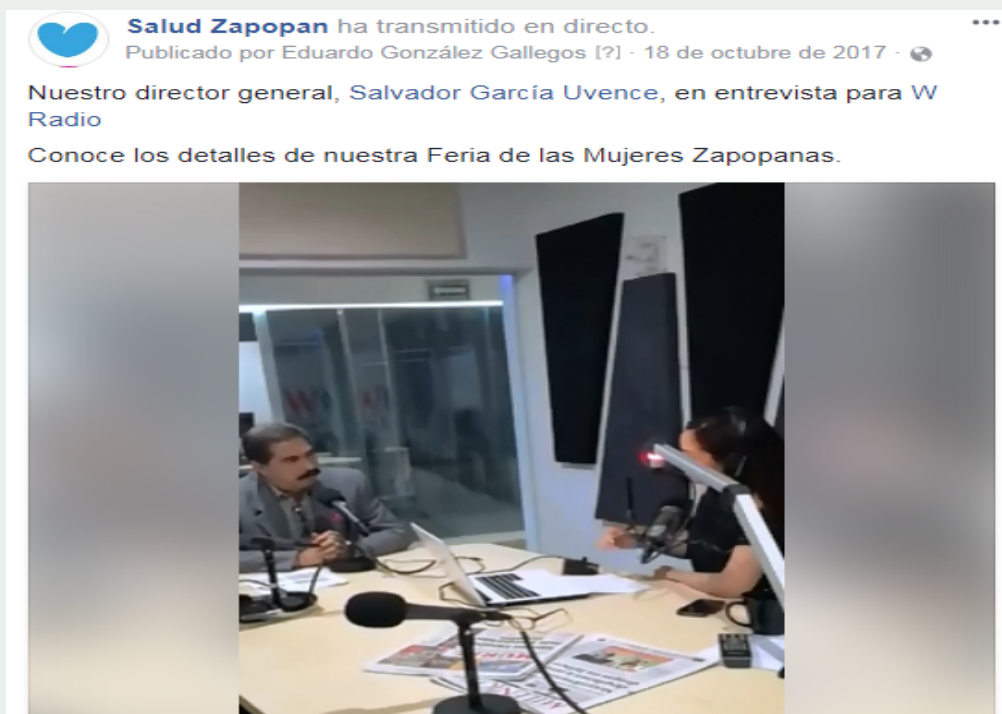 Salud Zapopan ha transmitido en directo.
Publicado por Eduardo González Gallegos [?] · 18 de octubre de 2017 ·
Nuestro director general, Salvador García Uvence, en entrevista para W
Radio
Conoce los detalles de nuestra Feria de las Mujeres Zapopanas.